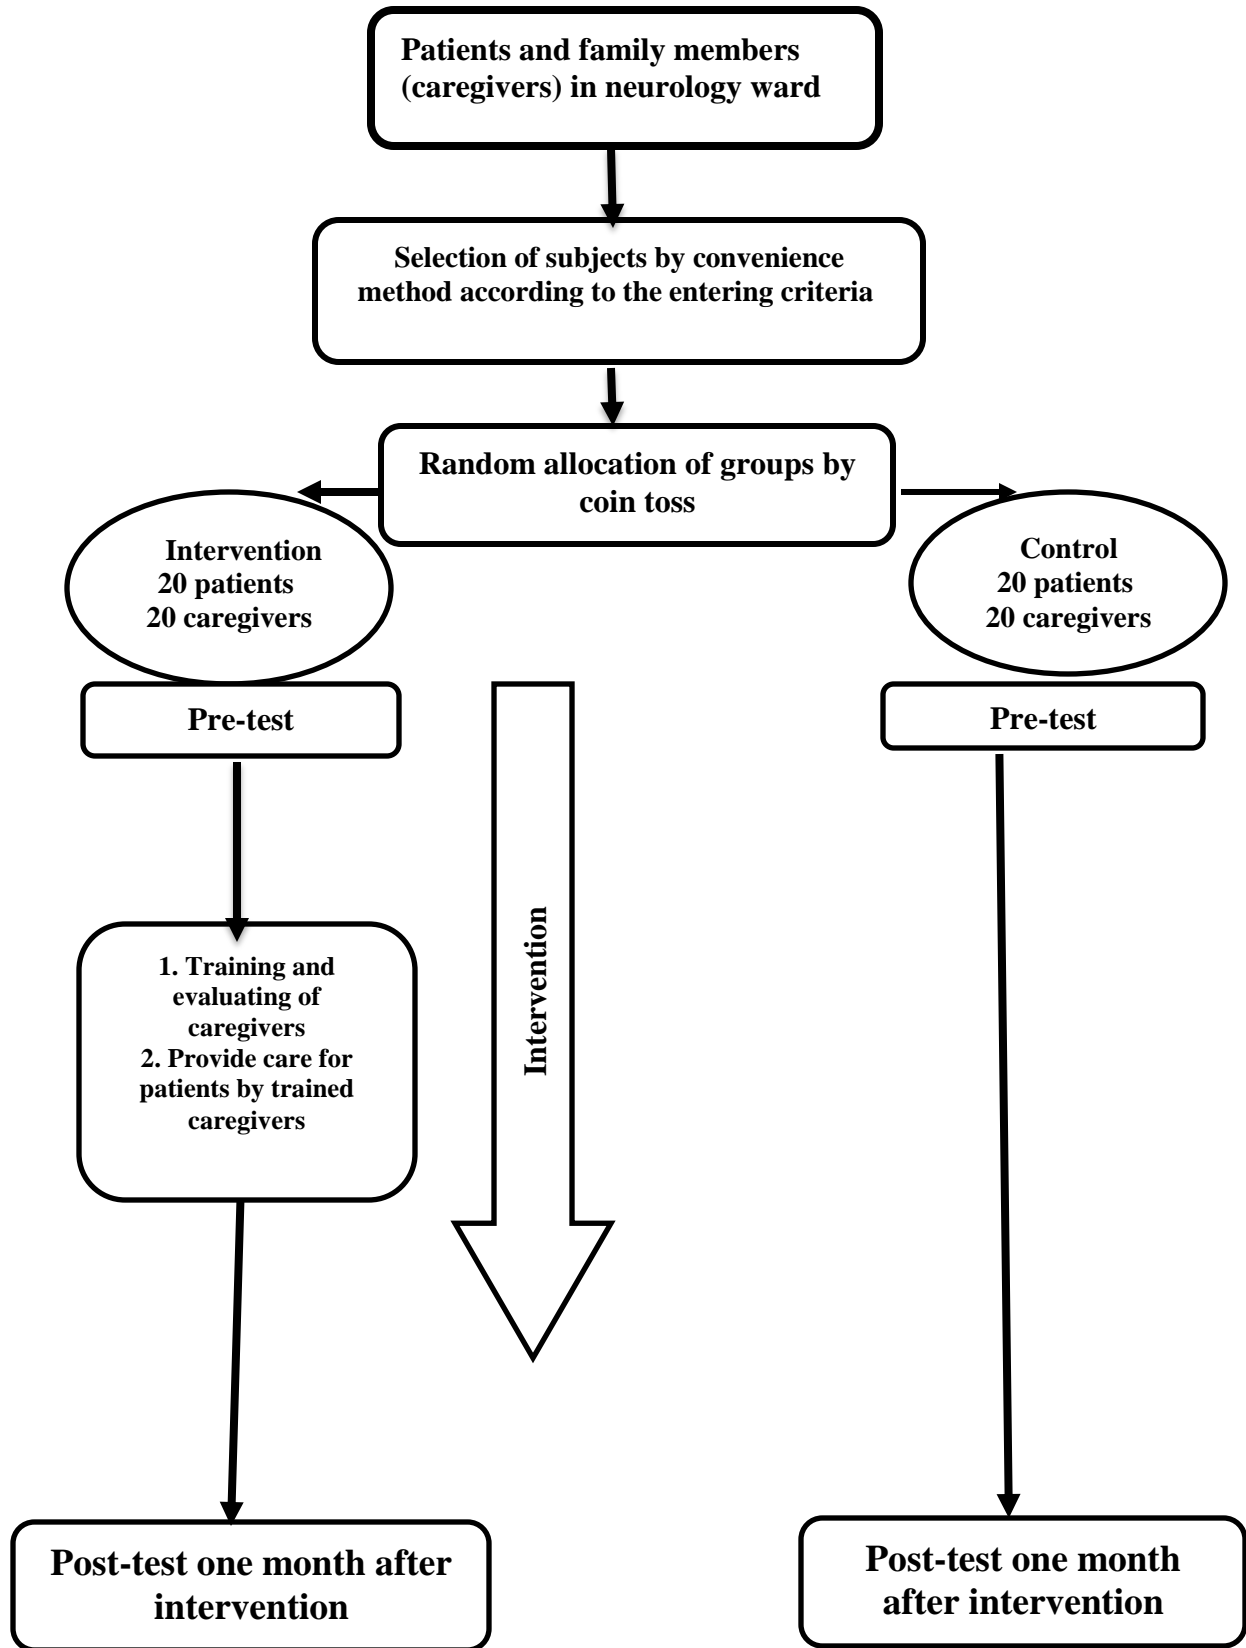 Patients and family members
(caregivers) in neurology ward
Selection of subjects by convenience
method according to the entering criteria
Random allocation of groups by
coin toss
Intervention
20 patients
20 caregivers
Control
20 patients
20 caregivers
Pre-test
Pre-test
1. Training and
evaluating of
caregivers
2. Provide care for
patients by trained
caregivers
Intervention
Post-test one month after
intervention
Post-test one month
after intervention